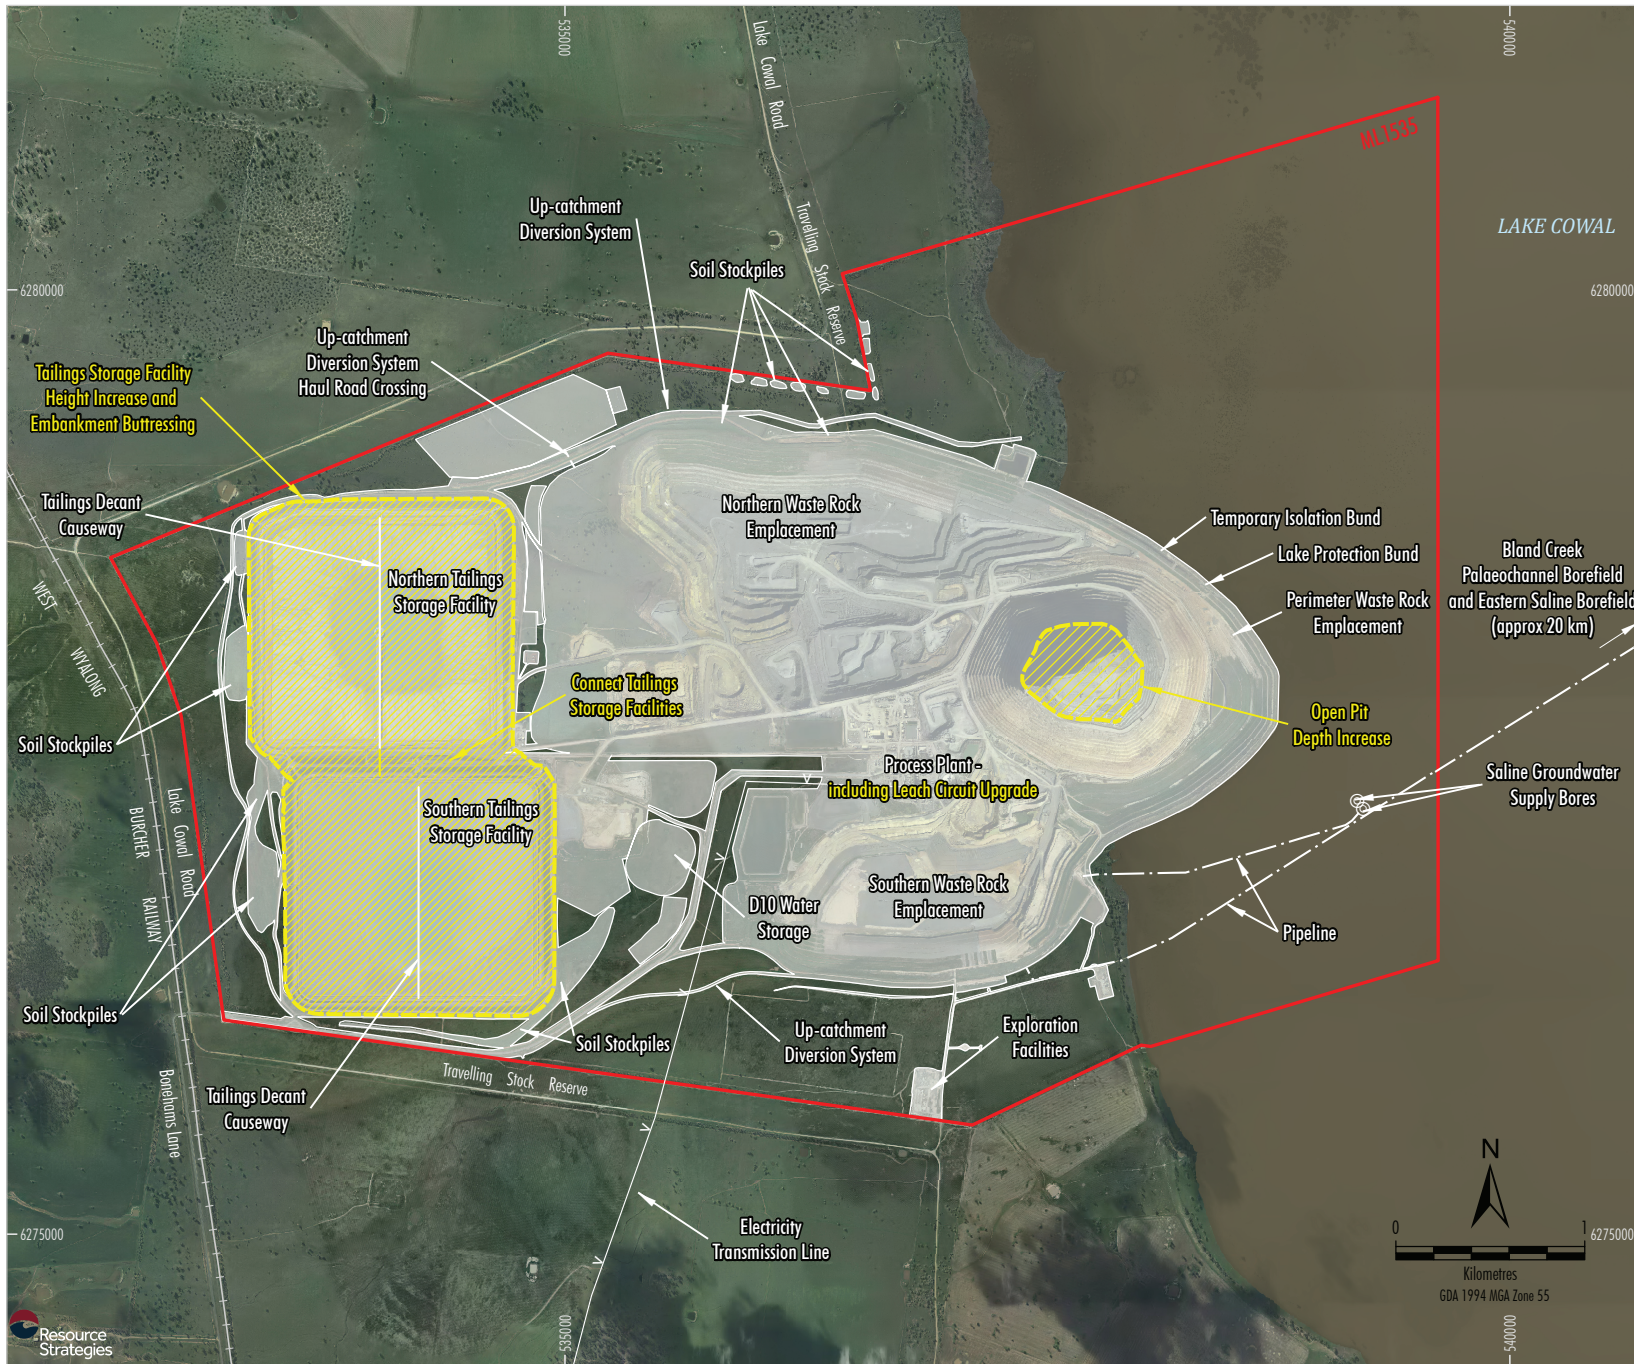 535000
540000
Lake Cowal Road
ML1535
LAKE COWAL
Travelling Stock Reserve
Up-catchment
Diversion System
Soil Stockpiles
6280000
6280000
Up-catchment
Diversion System
Haul Road Crossing
Tailings Storage Facility
Height Increase and
Embankment Buttressing
Tailings Decant
Causeway
Northern Waste Rock
Emplacement
Temporary Isolation Bund
Lake Protection Bund
Bland Creek
Palaeochannel Borefield
and Eastern Saline Borefield
(approx 20 km)
Northern Tailings
Storage Facility
Perimeter Waste Rock
Emplacement
WEST WYALONG
BURCHER RAILWAY
Connect Tailings
Storage Facilities
Open Pit
Depth Increase
Soil Stockpiles
Process Plant -
including Leach Circuit Upgrade
Saline Groundwater
Supply Bores
Lake Cowal Road
Southern Tailings
Storage Facility
Southern Waste Rock
Emplacement
D10 Water
Storage
Pipeline
Soil Stockpiles
Soil Stockpiles
Up-catchment
Diversion System
Exploration
Facilities
Travelling Stock Reserve
Tailings Decant
Causeway
Bonehams Lane
Electricity
Transmission Line
N
0
1
Kilometres
GDA 1994 MGA Zone 55
6275000
6275000
535000
540000
Resource
Strategies